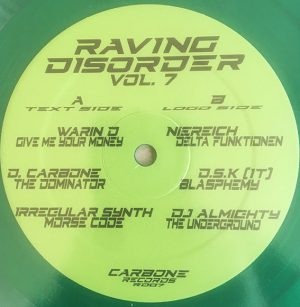 RAVING
DISORDER
VOL. 7
A
TEXT SIDE
WARIN D
GIVE ME YOUR MONEY
D. CARBONE
THE DOMINATOR
IRREGULAR SYNTH
MORSE CODE
B
LOGO SIDE
NIEREICH
DELTA FUNKTIONEN
D.S.K (IT)
BLASPHEMY
DJ ALMIGHTY
THE UNDERGROUND
CARBONE
RECORDS
RD007